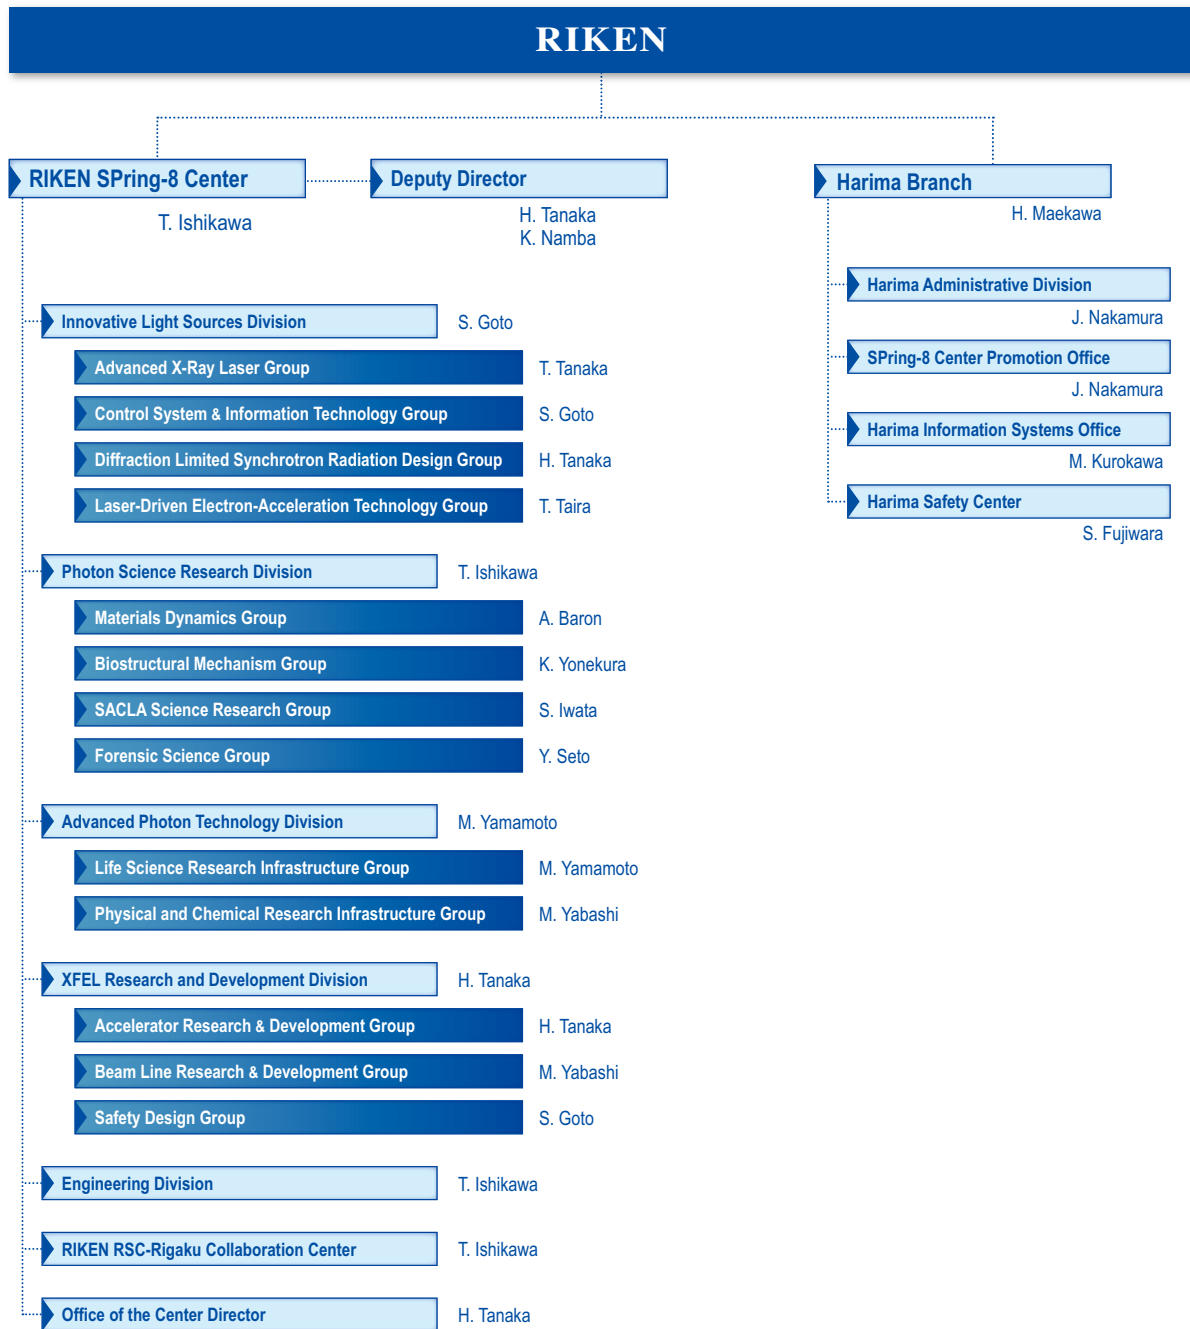 RIKEN
RIKEN SPring-8 Center
T. Ishikawa
Deputy Director
H. Tanaka
K. Namba
Innovative Light Sources Division
S. Goto
Advanced X-Ray Laser Group
T. Tanaka
Control System & Information Technology Group
S. Goto
Diffraction Limited Synchrotron Radiation Design Group
H. Tanaka
Laser-Driven Electron-Acceleration Technology Group
T. Taira
Photon Science Research Division
T. Ishikawa
Materials Dynamics Group
A. Baron
Biostructural Mechanism Group
K. Yonekura
SACLA Science Research Group
S. Iwata
Forensic Science Group
Y. Seto
Advanced Photon Technology Division
M. Yamamoto
Life Science Research Infrastructure Group
M. Yamamoto
Physical and Chemical Research Infrastructure Group
M. Yabashi
XFEL Research and Development Division
H. Tanaka
Accelerator Research & Development Group
H. Tanaka
Beam Line Research & Development Group
M. Yabashi
Safety Design Group
S. Goto
Engineering Division
T. Ishikawa
RIKEN RSC-Rigaku Collaboration Center
T. Ishikawa
Office of the Center Director
H. Tanaka
Harima Branch
H. Maekawa
Harima Administrative Division
J. Nakamura
SPring-8 Center Promotion Office
J. Nakamura
Harima Information Systems Office
M. Kurokawa
Harima Safety Center
S. Fujiwara